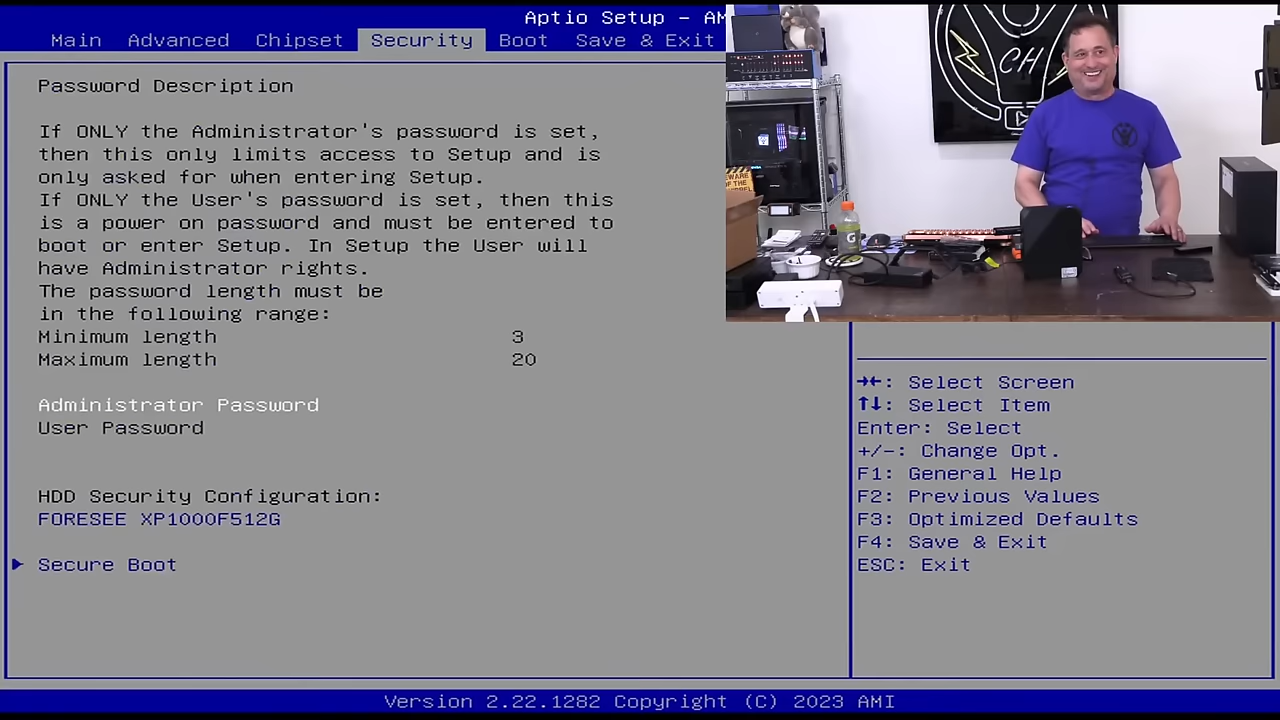 Aptio Setup – AM
Main Advanced Chipset Security Boot Save & Exit
Password Description
If ONLY the Administrator's password is set,
then this only limits access to Setup and is
only asked for when entering Setup.
If ONLY the User's password is set, then this
is a power on password and must be entered to
boot or enter Setup. In Setup the User will
have Administrator rights.
The password length must be
in the following range:
Minimum length 3
Maximum length 20
Administrator Password
User Password
HDD Security Configuration:
FORESEE XP1000F512G
Secure Boot
CH
G
→←: Select Screen
↑↓: Select Item
Enter: Select
+/-: Change Opt.
F1: General Help
F2: Previous Values
F3: Optimized Defaults
F4: Save & Exit
ESC: Exit
Version 2.22.1282 Copyright (C) 2023 AMI